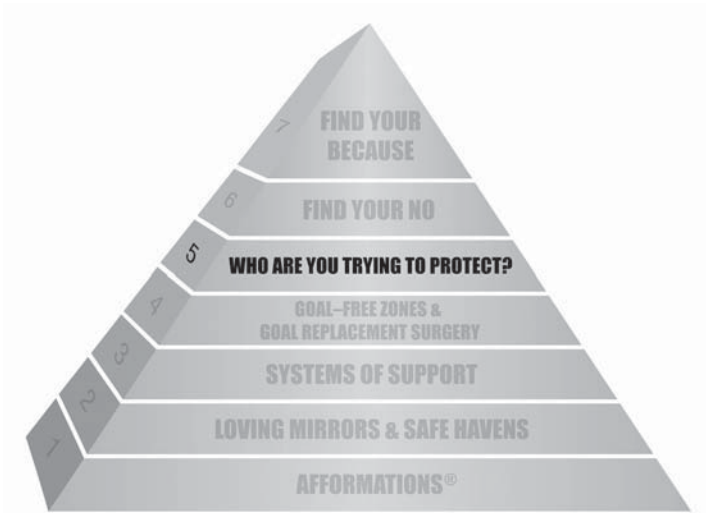 7 FIND YOUR
BECAUSE
6 FIND YOUR NO
5 WHO ARE YOU TRYING TO PROTECT?
4 GOAL–FREE ZONES &
GOAL REPLACEMENT SURGERY
3 SYSTEMS OF SUPPORT
2 LOVING MIRRORS & SAFE HAVENS
1 AFFORMATIONS®